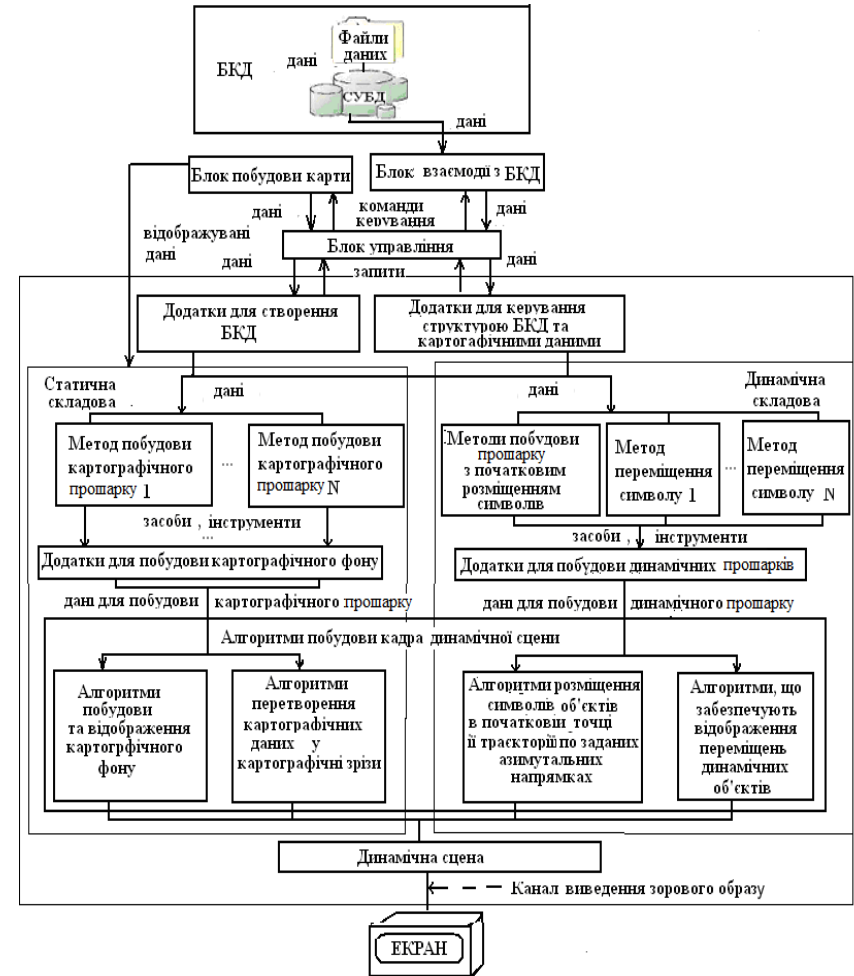 Файли
даних
дані
БКД
СУБД
дані
Блок побудови карти
Блок взаємодії з БКД
дані
команди
керування
дані
відображувані
дані
Блок управління
дані
запити
дані
Додатки для створення
БКД
Додатки для керування
структурою БКД та
картогафічними даними
Статична
складова
дані
дані
Динамічна
складова
Метод побудови
картографічного
прошарку 1
...
Метод побудови
картографічного
прошарку N
Методи побудови
прошарку
з початковим
розміщенням
символів
Метод
переміщення
символу 1
...
Метод
переміщення
символу N
засоби , інструменти
...
засоби , інструменти
Додатки для побудови картографічного фону
Додатки для побудови динамічних прошарків
дані для побудови картографічного прошарку
дані для побудови динамічного прошарку
Алгоритми побудови кадра динамічної сцени
Алгоритми
побудови
та відображення
картогрфічного
фону
Алгоритми
перетворення
картографічних
даних у
картографічні зрізи
Алгоритми розміщення
символів об'єктів
в початковій точці
її траєкторії по заданих
азимутальних
напрямках
Алгоритми, що
забезпечують
відображення
переміщень
динамічних
об'єктів
Динамічна сцена
Канал виведення зорового образу
ЕКРАН